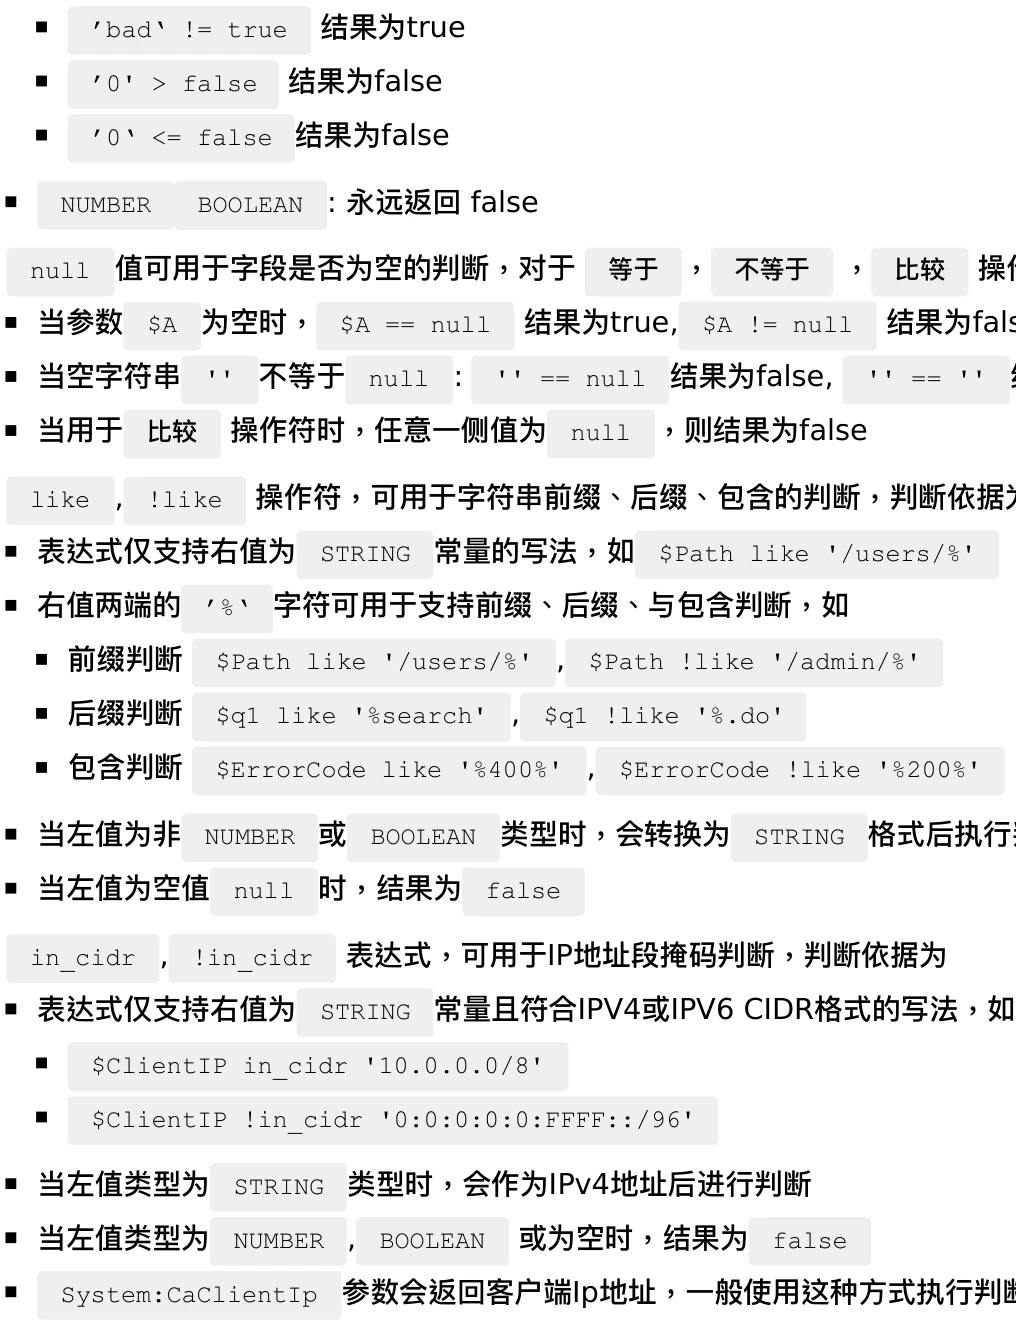 ’bad‘ != true 结果为true
’0' > false 结果为false
’0‘ <= false 结果为false
NUMBER BOOLEAN : 永远返回 false
null 值可用于字段是否为空的判断，对于 等于 ， 不等于 ， 比较
当参数 $A 为空时， $A == null 结果为true, $A != null 结果为fals
当空字符串 '' 不等于 null : '' == null 结果为false, '' == ''
当用于 比较 操作符时，任意一侧值为 null ，则结果为false
like , !like 操作符，可用于字符串前缀、后缀、包含的判断，判断依据为
表达式仅支持右值为 STRING 常量的写法，如 $Path like '/users/%'
右值两端的 ’%‘ 字符可用于支持前缀、后缀、与包含判断，如
前缀判断 $Path like '/users/%' , $Path !like '/admin/%'
后缀判断 $q1 like '%search' , $q1 !like '%.do'
包含判断 $ErrorCode like '%400%' , $ErrorCode !like '%200%'
当左值为非 NUMBER 或 BOOLEAN 类型时，会转换为 STRING 格式后执行
当左值为空值 null 时，结果为 false
in_cidr , !in_cidr 表达式，可用于IP地址段掩码判断，判断依据为
表达式仅支持右值为 STRING 常量且符合IPV4或IPV6 CIDR格式的写法，如
$ClientIP in_cidr '10.0.0.0/8'
$ClientIP !in_cidr '0:0:0:0:0:FFFF::/96'
当左值类型为 STRING 类型时，会作为IPv4地址后进行判断
当左值类型为 NUMBER , BOOLEAN 或为空时，结果为 false
System:CaClientIp 参数会返回客户端Ip地址，一般使用这种方式执行判断